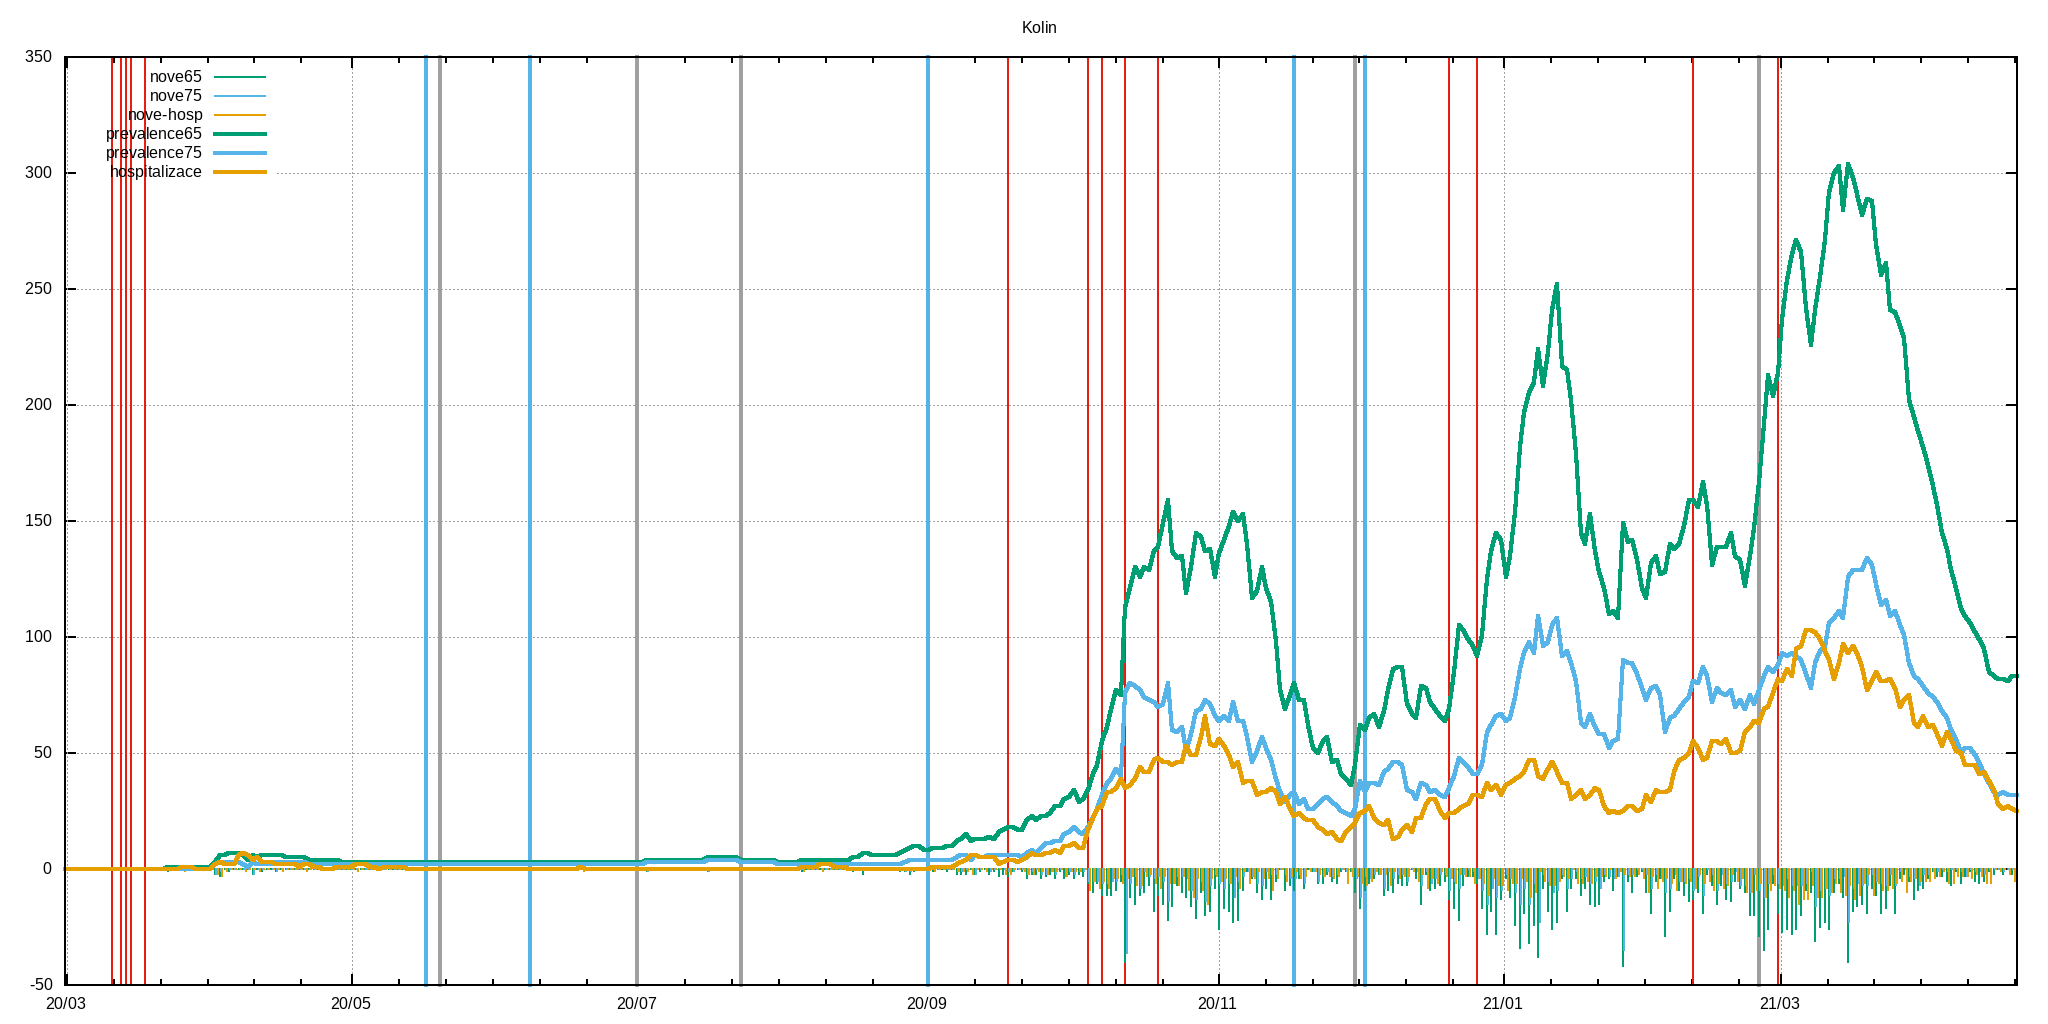 Kolin
350
300
250
200
150
100
50
0
-50
nove65
nove75
nove-hosp
prevalence65
prevalence75
hospitalizace
20/03 20/05 20/07 20/09 20/11 21/01 21/03